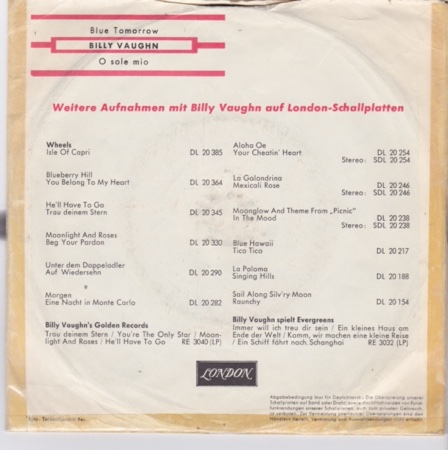 Blue Tomorrow
BILLY VAUGHN
O sole mio
Weitere Aufnahmen mit Billy Vaughn auf London-Schallplatten
Wheels
Isle Of Capri DL 20 385
Blueberry Hill
You Belong To My Heart DL 20 364
He'll Have To Go
Trau deinem Stern DL 20 345
Moonlight And Roses
Beg Your Pardon DL 20 330
Unter dem Doppeladler
Auf Wiedersehn DL 20 290
Morgen
Eine Nacht in Monte Carlo DL 20 282
Billy Vaughn's Golden Records
Trau deinem Stern / You're The Only Star / Moon-
light And Roses / He'll Have To Go RE 3040 (LP)
Aloha Oe
Your Cheatin' Heart DL 20 254
Stereo: SDL 20 254
La Golondrina
Mexicali Rose DL 20 246
Stereo: SDL 20 246
Moonglow And Theme From „Picnic"
In The Mood DL 20 238
Stereo: SDL 20 238
Blue Hawaii
Tico Tico DL 20 217
La Paloma
Singing Hills DL 20 188
Sail Along Silv'ry Moon
Raunchy DL 20 154
Billy Vaughn spielt Evergreens
Immer will ich treu dir sein / Ein kleines Haus am
Ende der Welt / Komm, wir machen eine kleine Reise
/ Ein Schiff fährt nach Schanghai RE 3032 (LP)
LONDON